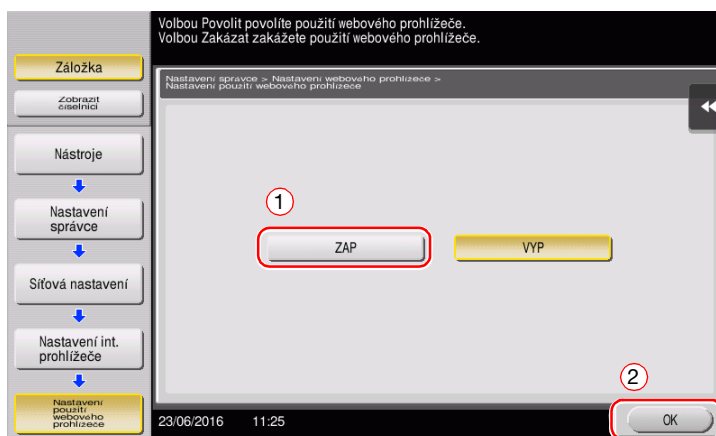 Volbou Povolit povolíte použití webového prohlížeče.
Volbou Zakázat zakážete použití webového prohlížeče.
Záložka
Zobrazit
číselníci
Nastavení správce > Nastavení webového prohlížeče >
Nastavení použití webového prohlížeče
Nástroje
Nastavení
správce
Síťová nastavení
Nastavení int.
prohlížeče
Nastavení
použití
webového
prohlížeče
1
ZAP
VYP
2
23/06/2016 11:25
OK